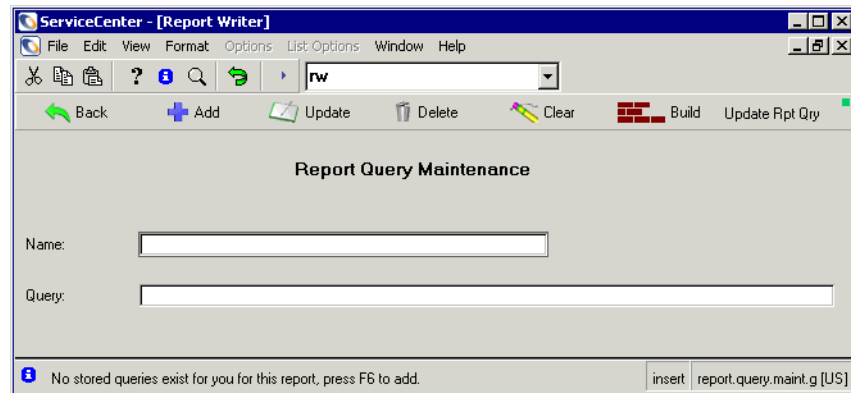 ServiceCenter - [Report Writer]
File Edit View Format Options List Options Window Help
? rw
Back Add Update Delete Clear Build Update Rpt Qry
Report Query Maintenance
Name:
Query:
No stored queries exist for you for this report, press F6 to add. insert report.query.maint.g [US]